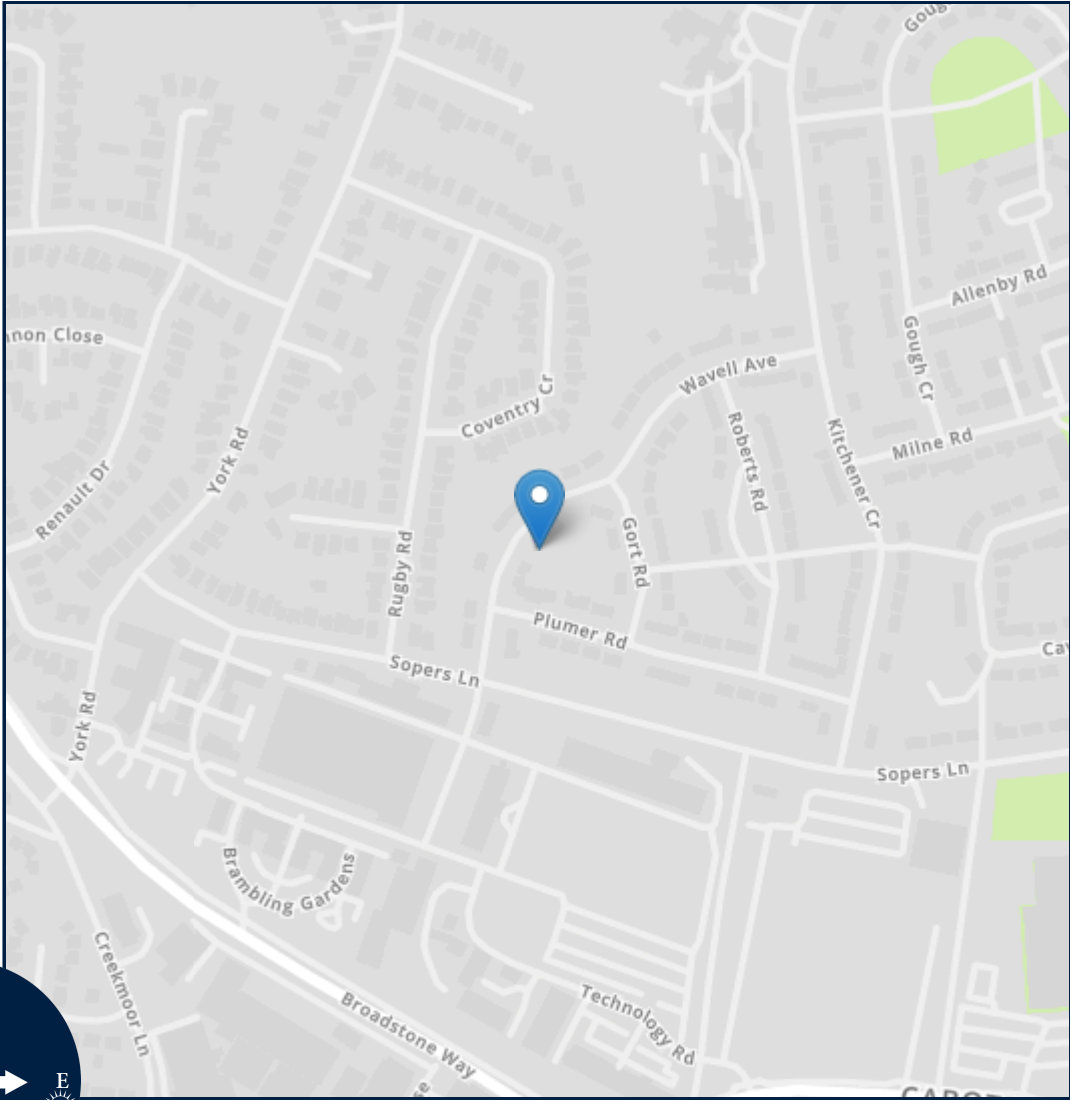 Goug
Allenby Rd
nnon Close
Gough Cr
Wavell Ave
Coventry Cr
Roberts Rd
Kitchener Cr
Milne Rd
York Rd
Renault Dr
Gort Rd
Rugby Rd
Plumer Rd
Cav
Sopers Ln
York Rd
Sopers Ln
Brambling Gardens
Creekmoor Ln
Technology Rd
Broadstone Way
E